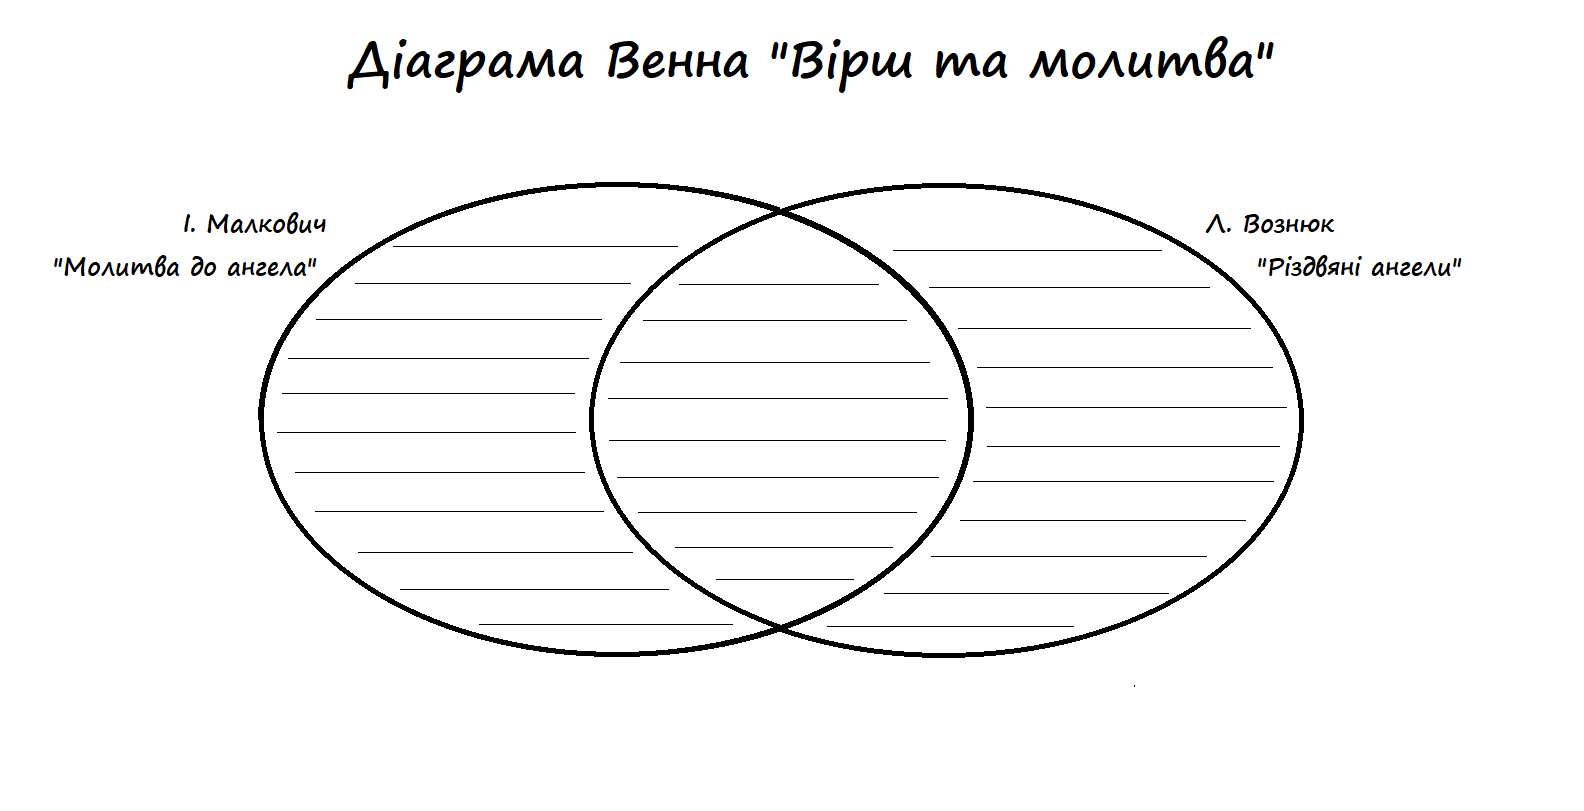 Діаграма Венна "Вірш та молитва"
І. Малкович
"Молитва до ангела"
Л. Вознюк
"Різдвяні ангели"